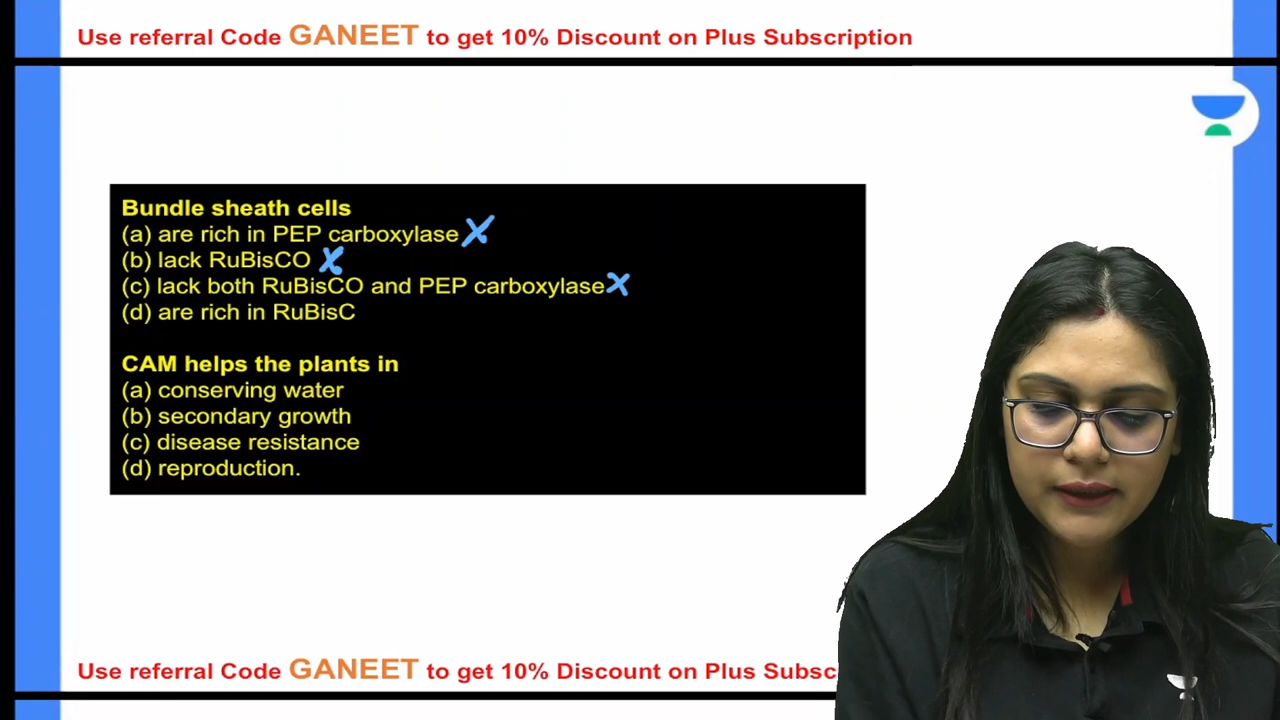 Use referral Code GANEET to get 10% Discount on Plus Subscription
Bundle sheath cells
(a) are rich in PEP carboxylase
(b) lack RuBisCO
(c) lack both RuBisCO and PEP carboxylase
(d) are rich in RuBisC
CAM helps the plants in
(a) conserving water
(b) secondary growth
(c) disease resistance
(d) reproduction.
Use referral Code GANEET to get 10% Discount on Plus Subsc